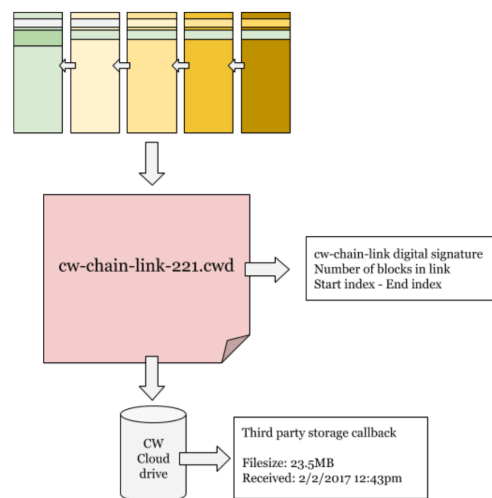 cw-chain-link-221.cwd
cw-chain-link digital signature
Number of blocks in link
Start index - End index
CW
Cloud
drive
Third party storage callback
Filesize: 23.5MB
Received: 2/2/2017 12:43pm